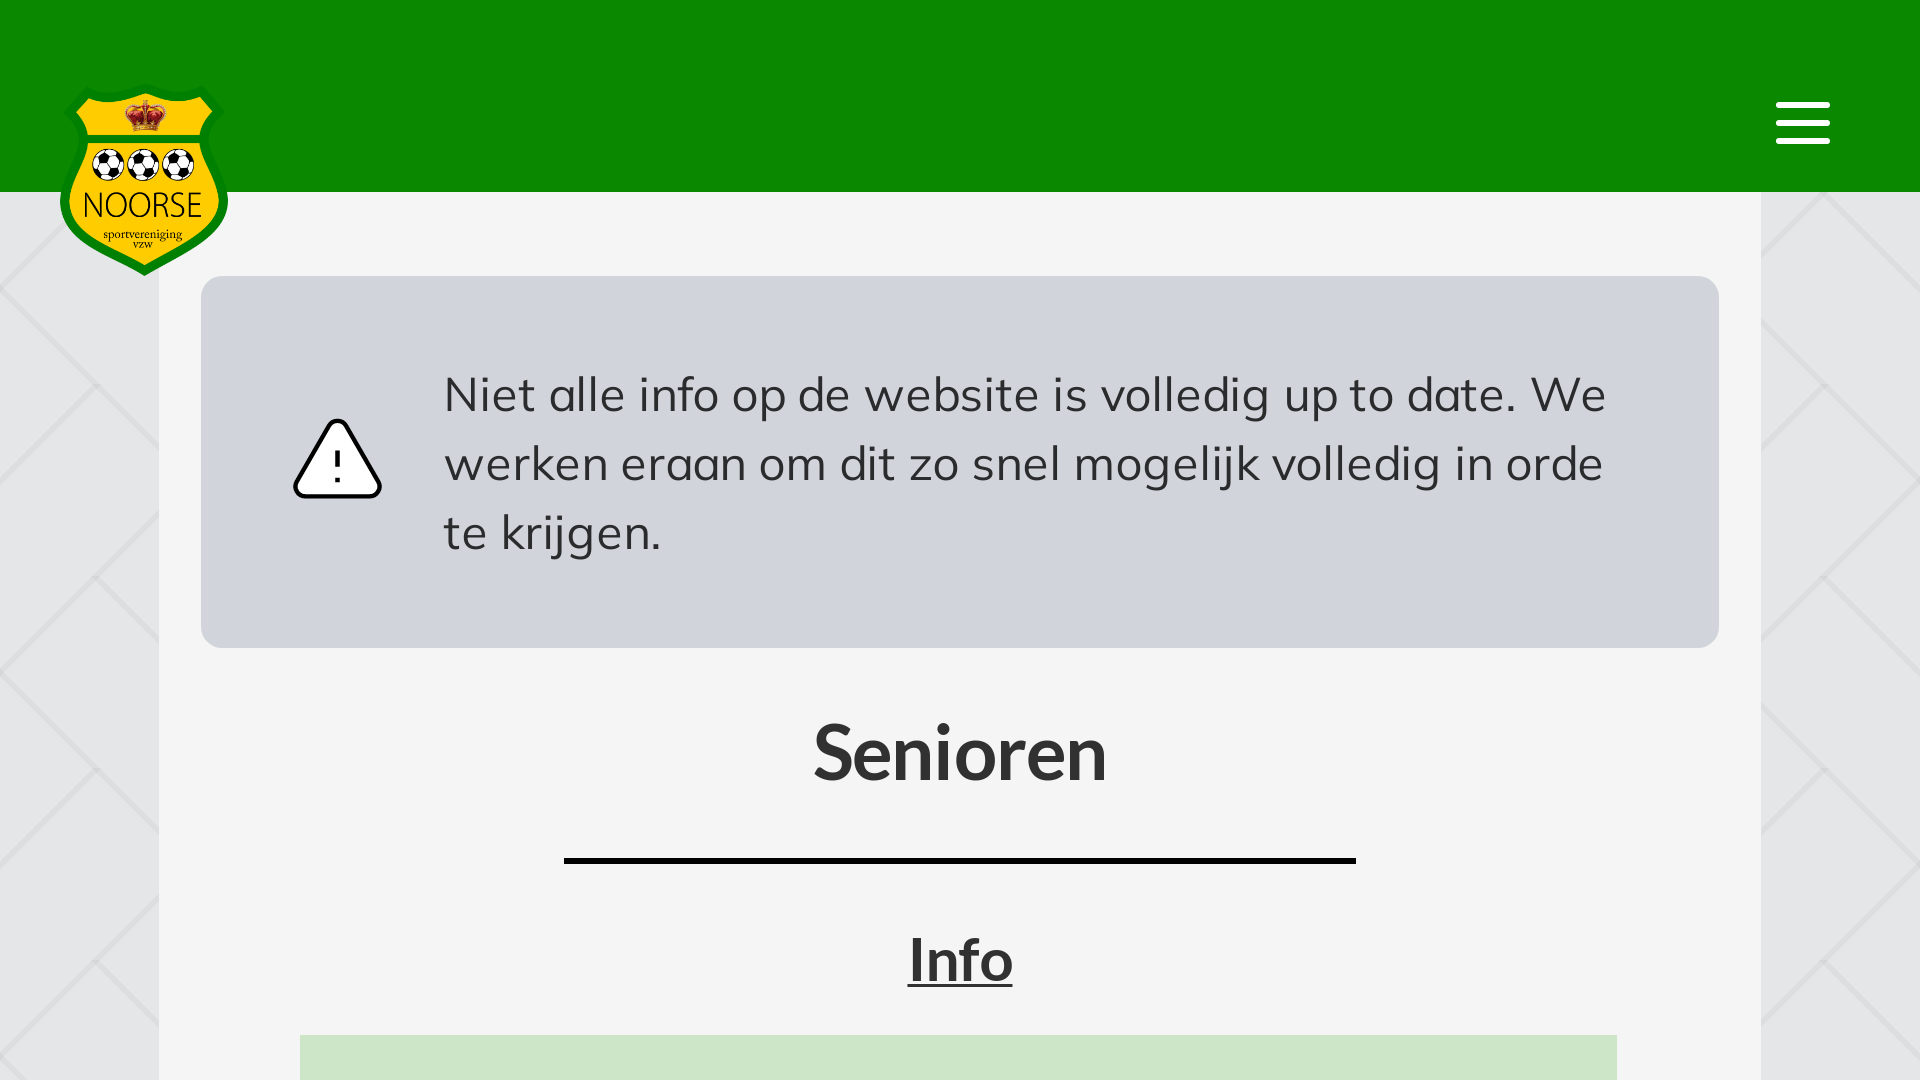 NOORSE
sportvereniging
vzw
Niet alle info op de website is volledig up to date. We
werken eraan om dit zo snel mogelijk volledig in orde
te krijgen.
Senioren
Info